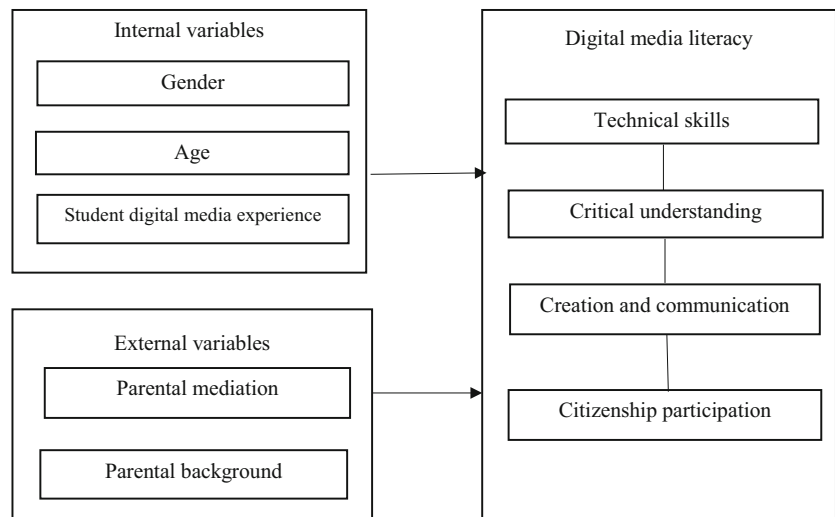 Internal variables
Gender
Age
Student digital media experience
External variables
Parental mediation
Parental background
Digital media literacy
Technical skills
Critical understanding
Creation and communication
Citizenship participation